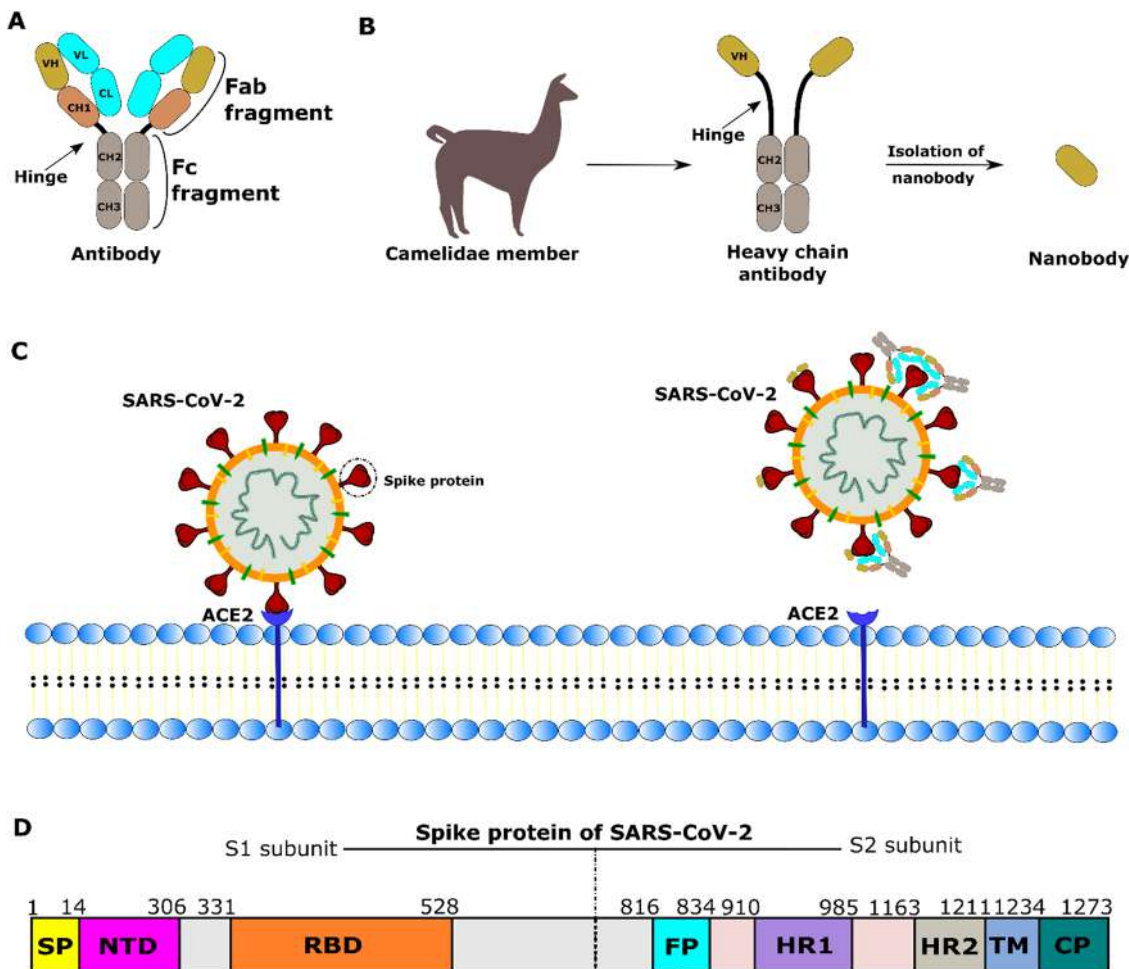 A
VH
VL
CL
CH1
Fab
fragment
Hinge
CH2
Fc
fragment
CH3
Antibody
B
VH
Hinge
CH2
CH3
Isolation of
nanobody
Camelidae member
Heavy chain
antibody
Nanobody
C
SARS-CoV-2
Spike protein
ACE2
SARS-CoV-2
ACE2
D
Spike protein of SARS-CoV-2
S1 subunit
S2 subunit
1 14 306 331 528 816 834 910 985 1163 1211 1234 1273
SP NTD RBD FP HR1 HR2 TM CP